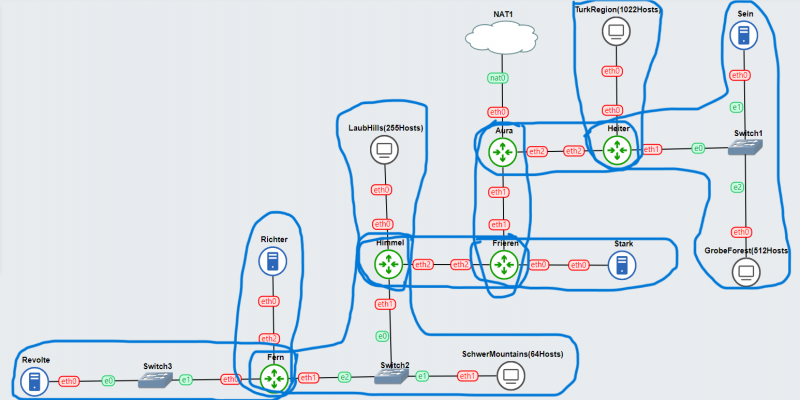 NAT1
TurkRegion(1022Hosts)
Sein
nat0
eth0
eth0
eth0
e1
LaubHills(255Hosts)
eth0
Aura
eth2
eth2
Heiter
eth1
e0
Switch1
eth0
eth1
e2
Richter
eth0
eth1
eth0
Himmel
eth2
eth2
Frieren
eth0
eth0
Stark
GrobeForest(512Hosts
eth0
eth1
eth2
e0
Revolte
Switch3
Fern
Switch2
SchwerMountains(64Hosts)
eth0
e0
e1
eth0
eth1
e2
e1
eth1